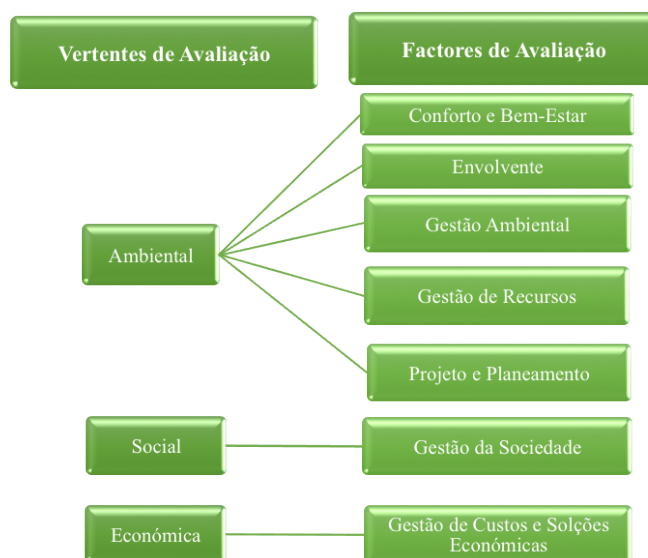 Vertentes de Avaliação
Factores de Avaliação
Conforto e Bem-Estar
Envolvente
Gestão Ambiental
Ambiental
Gestão de Recursos
Projeto e Planeamento
Social
Gestão da Sociedade
Económica
Gestão de Custos e Solções
Económicas